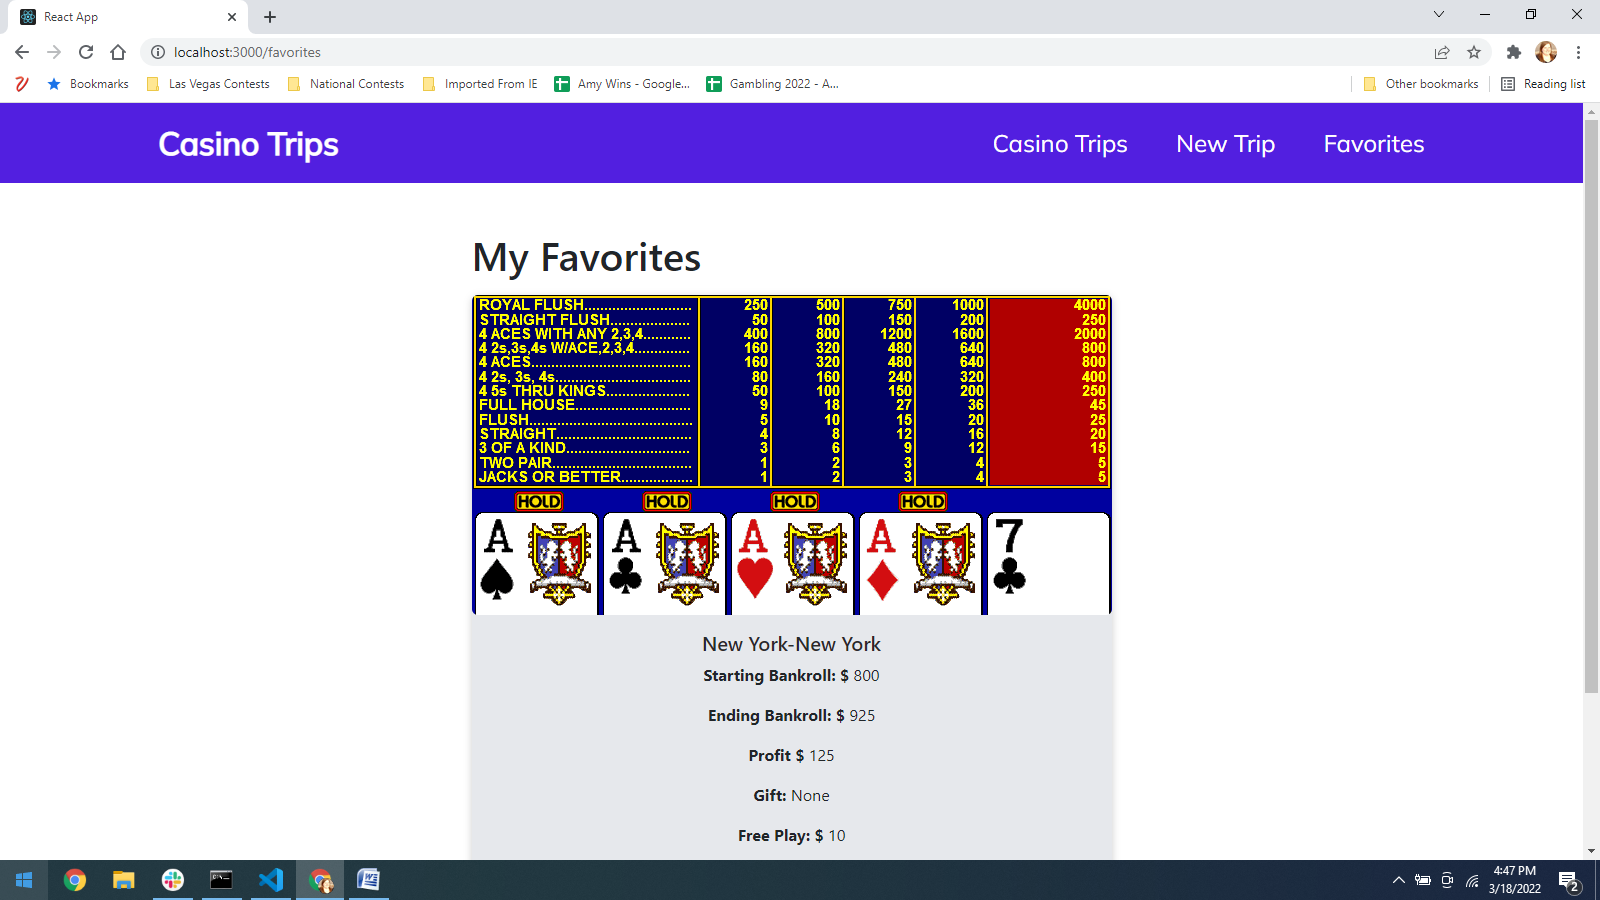 React App
localhost:3000/favorites
Bookmarks Las Vegas Contests National Contests Imported From IE Amy Wins - Google... Gambling 2022 - A... Other bookmarks Reading list
Casino Trips Casino Trips New Trip Favorites
My Favorites
ROYAL FLUSH........................ 250 500 750 1000 4000
STRAIGHT FLUSH.................. 50 100 150 200 250
4 ACES WITH ANY 2,3,4........... 400 800 1200 1600 2000
4 2s,3s,4s W/ACE,2,3,4............. 160 320 480 640 800
4 ACES.................................... 160 320 480 640 800
4 2s, 3s, 4s.............................. 80 160 240 320 400
4 5s THRU KINGS................... 50 100 150 200 250
FULL HOUSE.......................... 9 18 27 36 45
FLUSH..................................... 5 10 15 20 25
STRAIGHT............................... 4 8 12 16 20
3 OF A KIND............................ 3 6 9 12 15
TWO PAIR............................... 1 2 3 4 5
JACKS OR BETTER................ 1 2 3 4 5
HOLD HOLD HOLD HOLD
A A A A 7
New York-New York
Starting Bankroll: $ 800
Ending Bankroll: $ 925
Profit $ 125
Gift: None
Free Play: $ 10
4:47 PM
3/18/2022
2